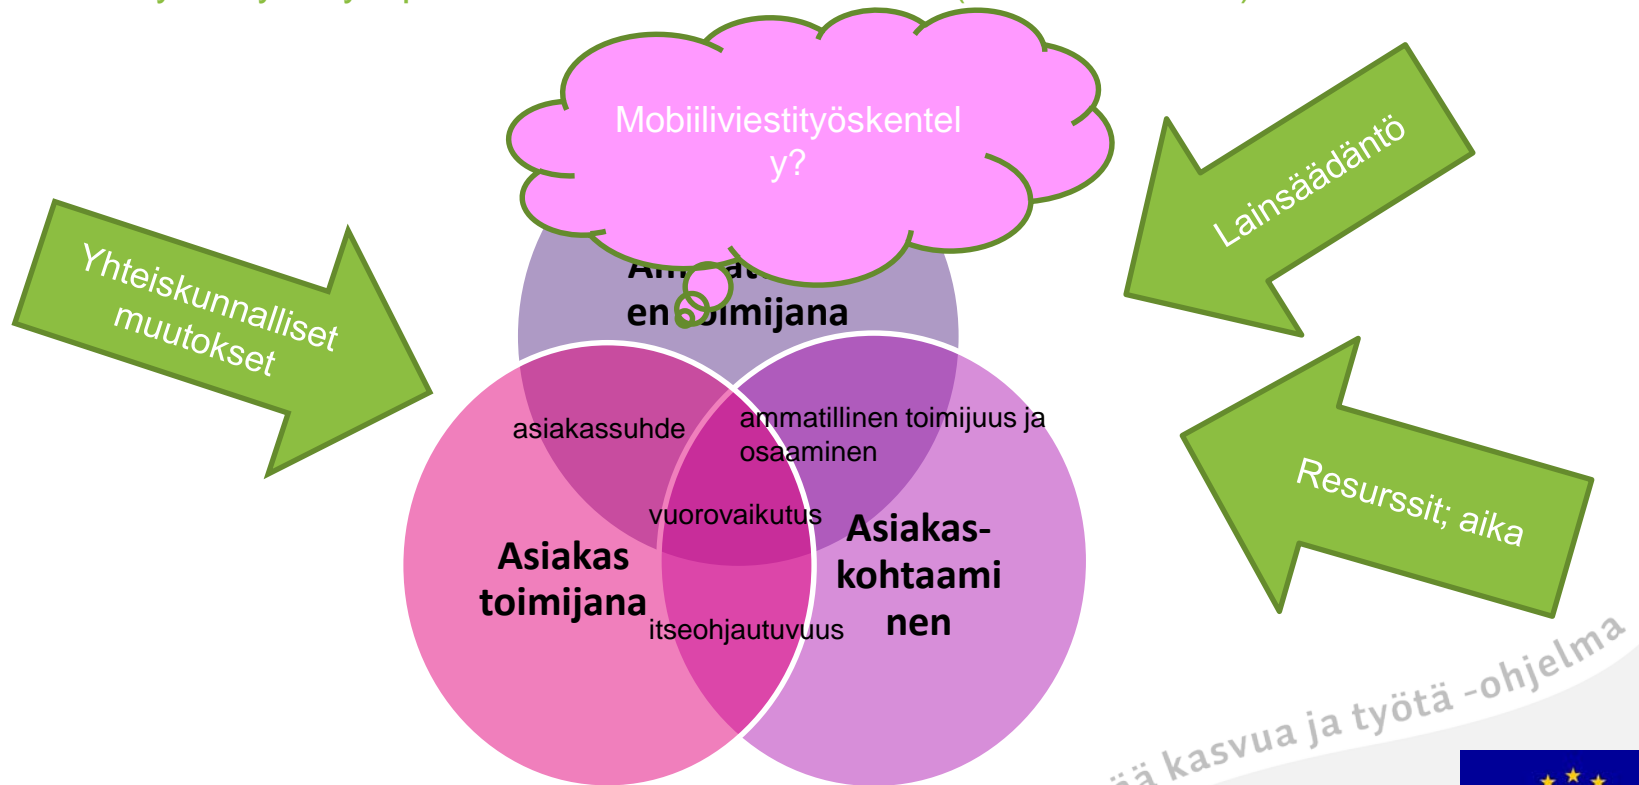 Mobiiliviestityöskentel
y?
Lainsäädäntö
Yhteiskunnalliset
muutokset
en toimijana
asiakassuhde
ammatillinen toimijuus ja
osaaminen
vuorovaikutus
Asiakas-
kohtaami
nen
Asiakas
toimijana
itseohjautuvuus
Resurssit; aika
kasvua ja työtä -ohjelma